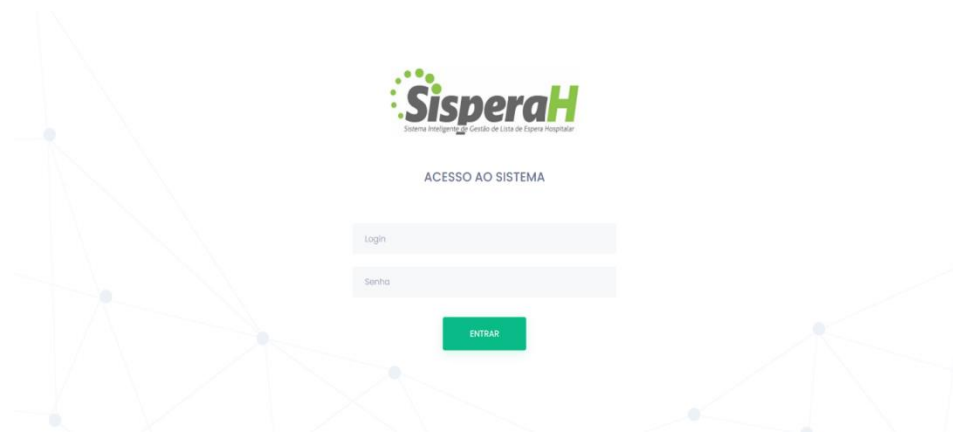 SisperaH
Sistema Inteligente de Gestão de Lista de Espera Hospitalar
ACESSO AO SISTEMA
Login
Senha
ENTRAR